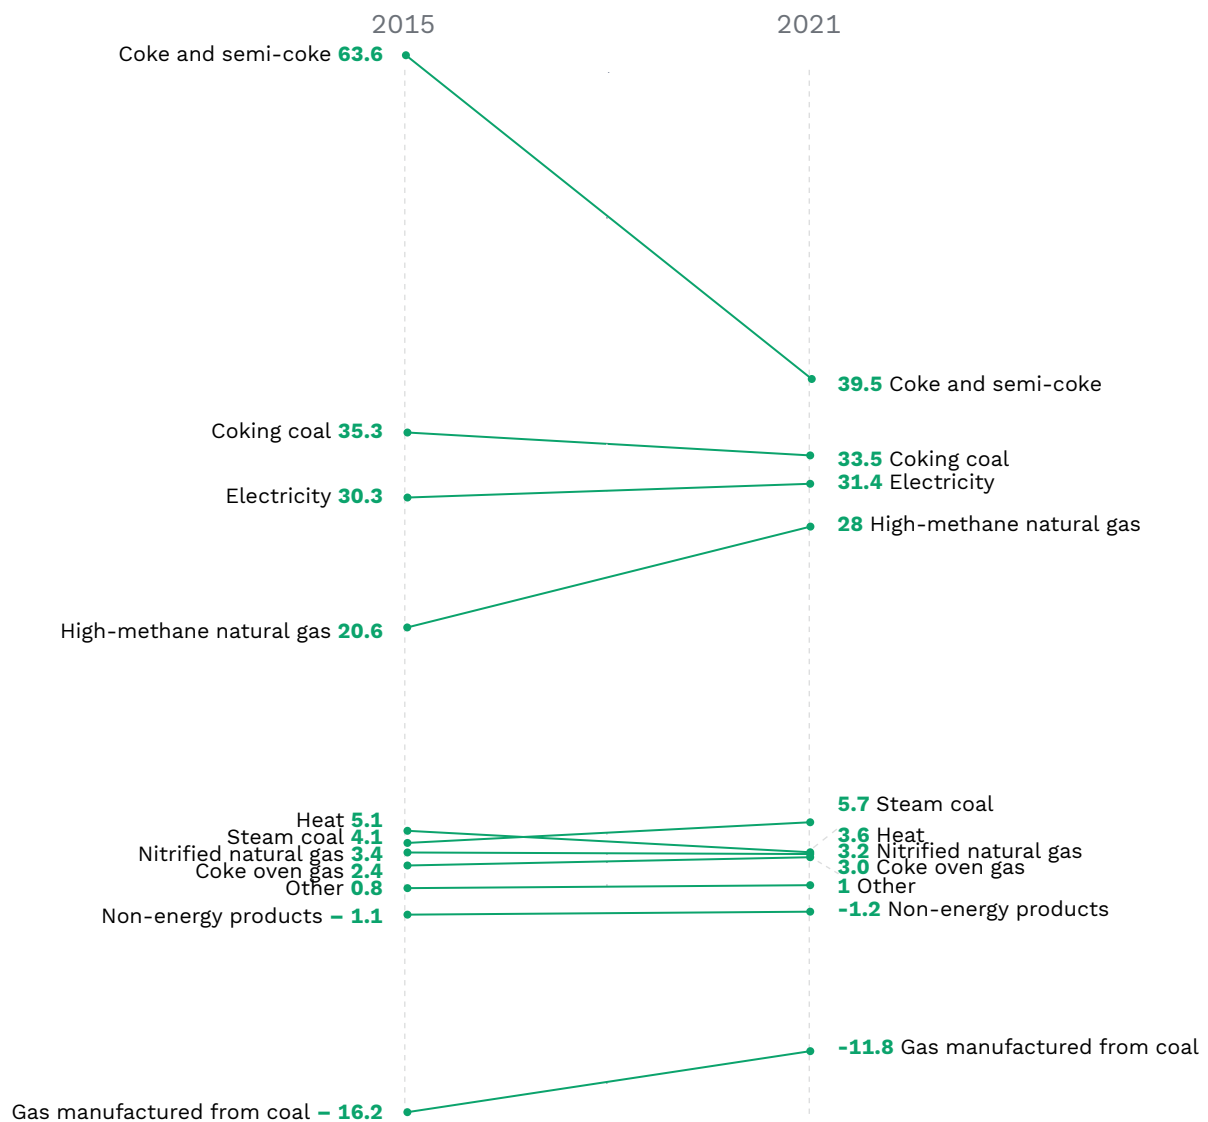 2015 2021
Coke and semi-coke 63.6
39.5 Coke and semi-coke
Coking coal 35.3
33.5 Coking coal
Electricity 30.3
31.4 Electricity
28 High-methane natural gas
High-methane natural gas 20.6
5.7 Steam coal
Heat 5.1
Steam coal 4.1
3.6 Heat
Nitrified natural gas 3.4
3.2 Nitrified natural gas
Coke oven gas 2.4
3.0 Coke oven gas
Other 0.8
1 Other
Non-energy products – 1.1
-1.2 Non-energy products
-11.8 Gas manufactured from coal
Gas manufactured from coal – 16.2